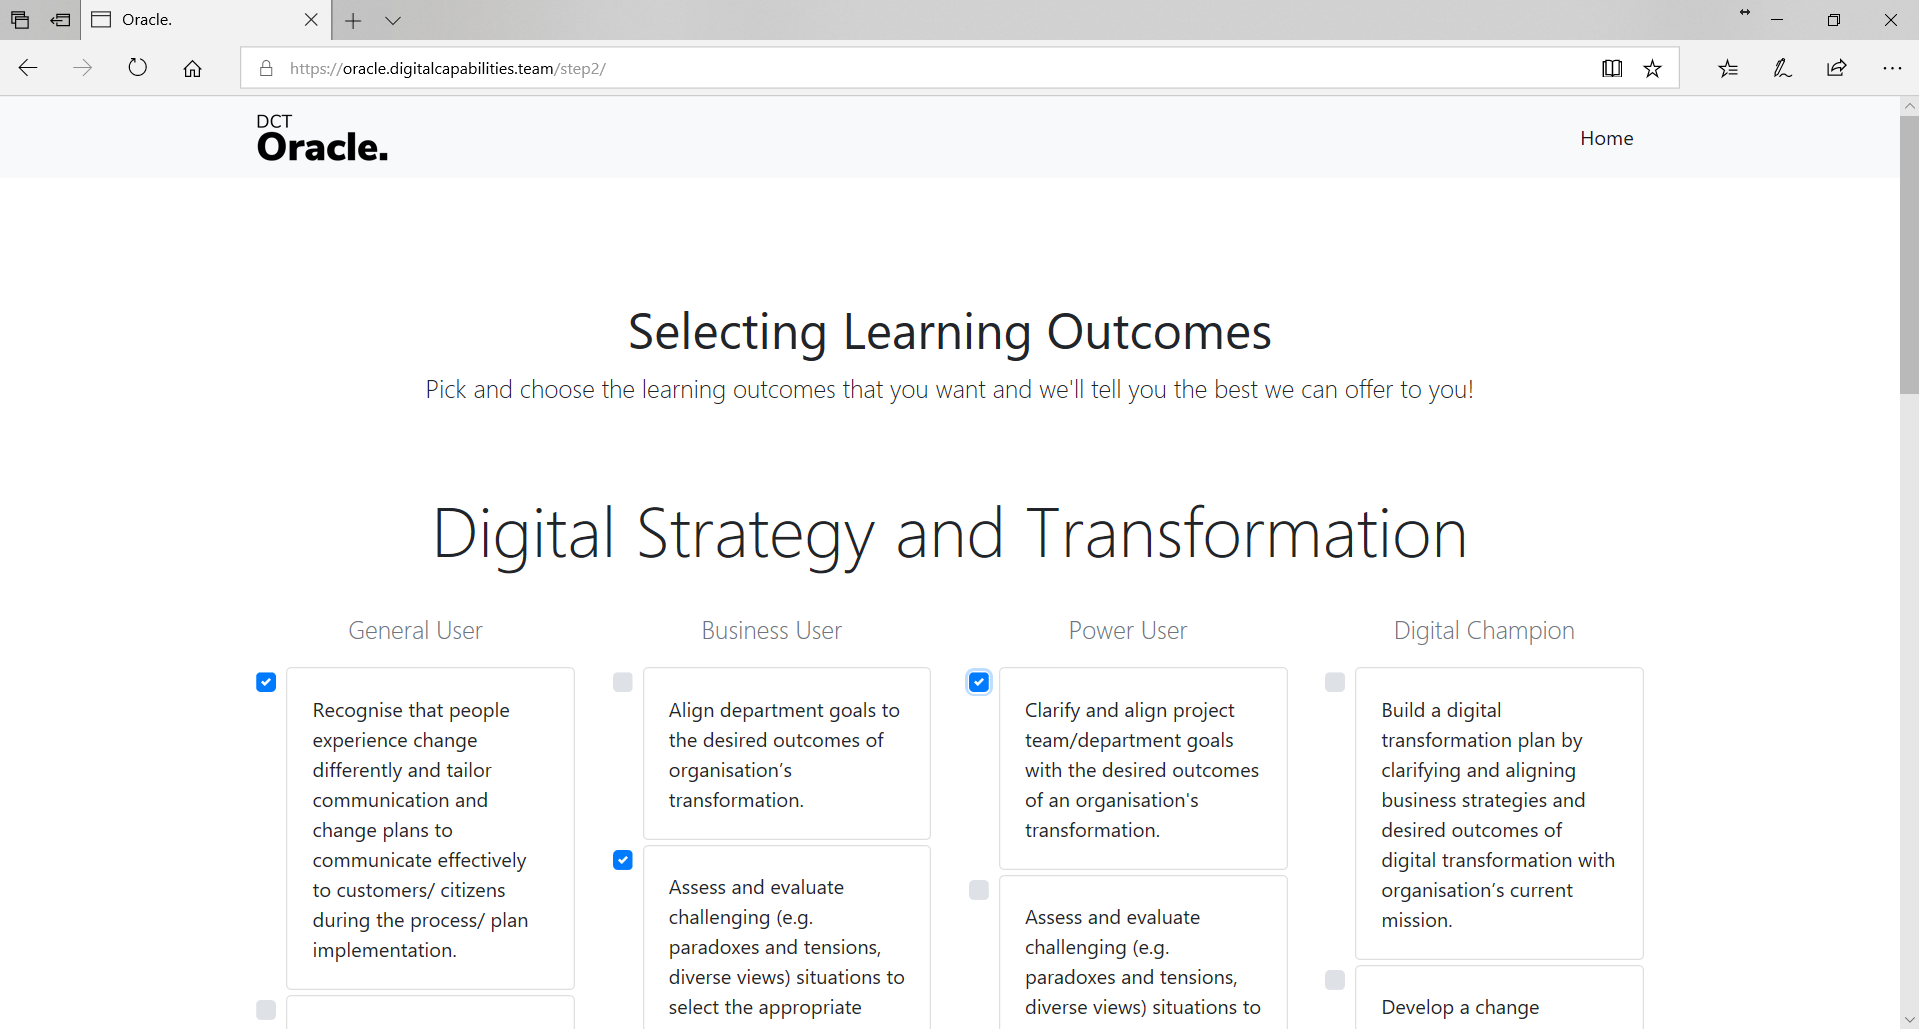 Oracle.
https://oracle.digitalcapabilities.team/step2/
DCT
Oracle.
Home
Selecting Learning Outcomes
Pick and choose the learning outcomes that you want and we'll tell you the best we can offer to you!
Digital Strategy and Transformation
General User
Recognise that people
experience change
differently and tailor
communication and
change plans to
communicate effectively
to customers/ citizens
during the process/ plan
implementation.
Business User
Align department goals to
the desired outcomes of
organisation’s
transformation.
Assess and evaluate
challenging (e.g.
paradoxes and tensions,
diverse views) situations to
select the appropriate
Power User
Clarify and align project
team/department goals
with the desired outcomes
of an organisation's
transformation.
Assess and evaluate
challenging (e.g.
paradoxes and tensions,
diverse views) situations to
Digital Champion
Build a digital
transformation plan by
clarifying and aligning
business strategies and
desired outcomes of
digital transformation with
organisation’s current
mission.
Develop a change